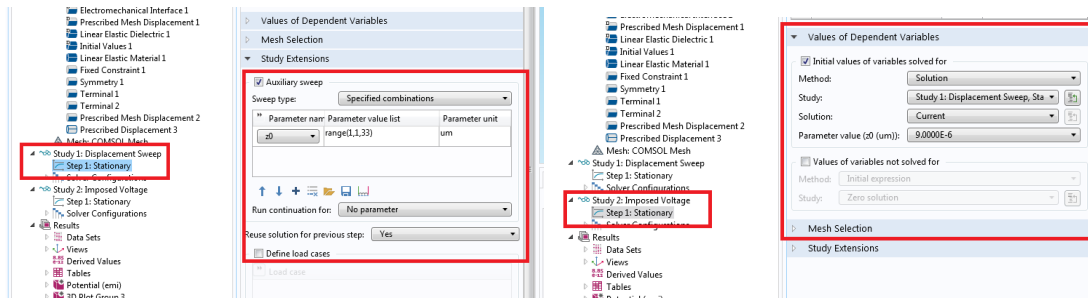 Electromechanical Interface 1
Prescribed Mesh Displacement 1
Linear Elastic Dielectric 1
Initial Values 1
Linear Elastic Material 1
Fixed Constraint 1
Symmetry 1
Terminal 1
Terminal 2
Prescribed Mesh Displacement 2
Prescribed Displacement 3
Mesh: COMSOL Mesh
Study 1: Displacement Sweep
Step 1: Stationary
Solver Configurations
Study 2: Imposed Voltage
Step 1: Stationary
Solver Configurations
Results
Data Sets
Views
Derived Values
Tables
Potential (emi)
3D Plot Group 3
Values of Dependent Variables
Mesh Selection
Study Extensions
Auxiliary sweep
Sweep type: Specified combinations
Parameter nam Parameter value list Parameter unit
z0 range(1,1,33) um
Run continuation for: No parameter
Reuse solution for previous step: Yes
Define load cases
Load case
Prescribed Mesh Displacement 1
Linear Elastic Dielectric 1
Initial Values 1
Linear Elastic Material 1
Fixed Constraint 1
Symmetry 1
Terminal 1
Terminal 2
Prescribed Mesh Displacement 2
Prescribed Displacement 3
Mesh: COMSOL Mesh
Study 1: Displacement Sweep
Step 1: Stationary
Solver Configurations
Study 2: Imposed Voltage
Step 1: Stationary
Solver Configurations
Results
Data Sets
Views
Derived Values
Tables
Values of Dependent Variables
Initial values of variables solved for
Method: Solution
Study: Study 1: Displacement Sweep, Sta
Solution: Current
Parameter value (z0 (um)): 9.0000E-6
Values of variables not solved for
Method: Initial expression
Study: Zero solution
Mesh Selection
Study Extensions